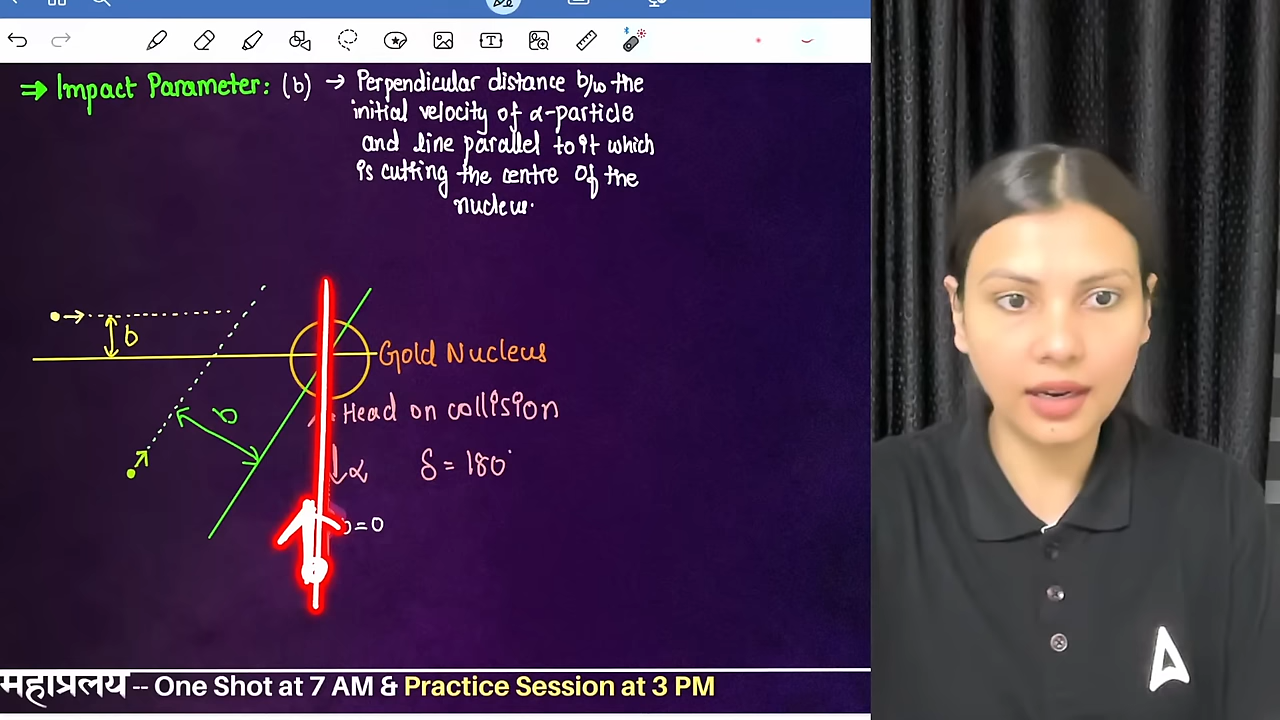 ⇒ Impact Parameter: (b) → Perpendicular distance b/w the
initial velocity of α-particle
and line parallel to it which
is cutting the centre of the
nucleus.
b
Gold Nucleus
b
Head on collision
α δ = 180°
b=0
महाप्रलय -- One Shot at 7 AM & Practice Session at 3 PM